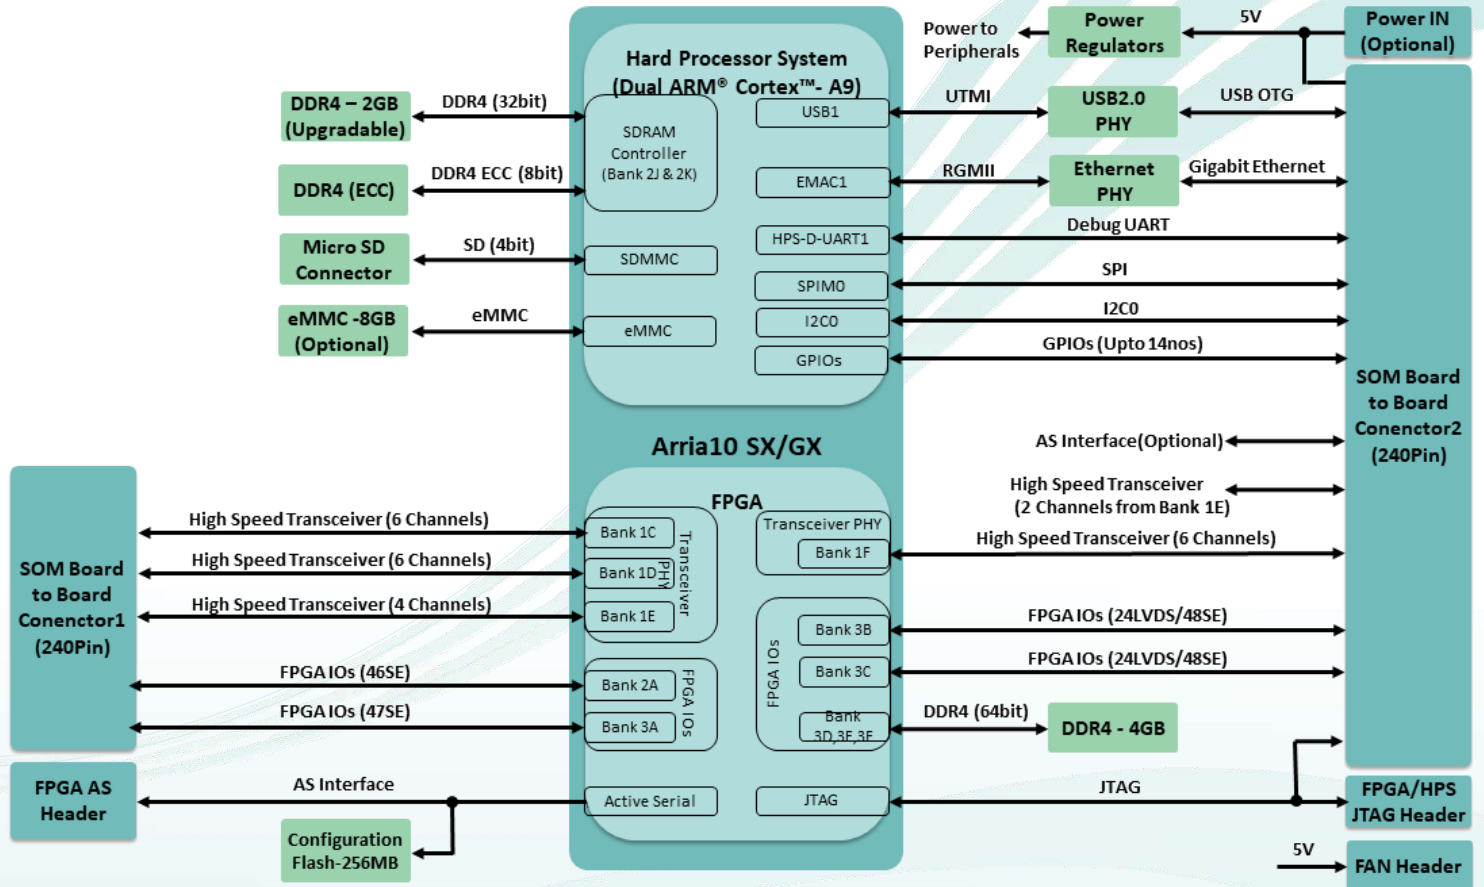 Power to
Peripherals
Power
Regulators
5V
Power IN
(Optional)
Hard Processor System
(Dual ARM® Cortex™- A9)
DDR4 – 2GB
(Upgradable)
DDR4 (32bit)
SDRAM
Controller
(Bank 2J & 2K)
DDR4 (ECC)
DDR4 ECC (8bit)
Micro SD
Connector
SD (4bit)
SDMMC
eMMC -8GB
(Optional)
eMMC
eMMC
USB1
UTMI
USB2.0
PHY
USB OTG
EMAC1
RGMII
Ethernet
PHY
Gigabit Ethernet
HPS-D-UART1
Debug UART
SPIM0
SPI
I2C0
I2C0
GPIOs
GPIOs (Upto 14nos)
SOM Board
to Board
Conenctor2
(240Pin)
AS Interface(Optional)
High Speed Transceiver
(2 Channels from Bank 1E)
Arria10 SX/GX
FPGA
SOM Board
to Board
Conenctor1
(240Pin)
High Speed Transceiver (6 Channels)
Bank 1C
High Speed Transceiver (6 Channels)
Bank 1D
High Speed Transceiver (4 Channels)
Bank 1E
Transceiver
PHY
FPGA IOs (46SE)
Bank 2A
FPGA IOs (47SE)
Bank 3A
FPGA IOs
Transceiver PHY
Bank 1F
High Speed Transceiver (6 Channels)
FPGA IOs
Bank 3B
FPGA IOs (24LVDS/48SE)
Bank 3C
FPGA IOs (24LVDS/48SE)
Bank
3D,3E,3F
DDR4 (64bit)
DDR4 - 4GB
FPGA AS
Header
AS Interface
Active Serial
Configuration
Flash-256MB
JTAG
JTAG
FPGA/HPS
JTAG Header
5V
FAN Header